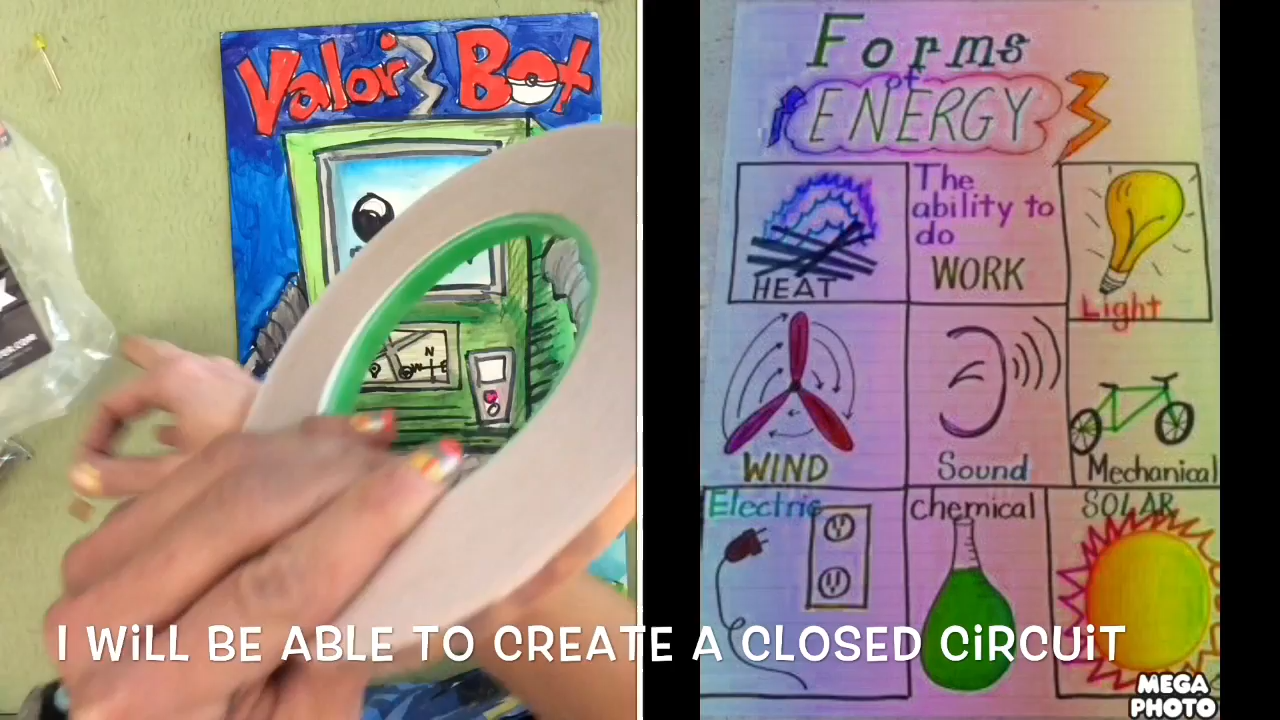 Valor Bot
N
E
Forms
of
ENERGY
HEAT
The
ability to
do
WORK
Light
WIND
Sound
Mechanical
Electric
Chemical
SOLAR
I WiLL BE ABLE TO CREATE A CLOSED CiRCUiT
MEGA
PHOTO